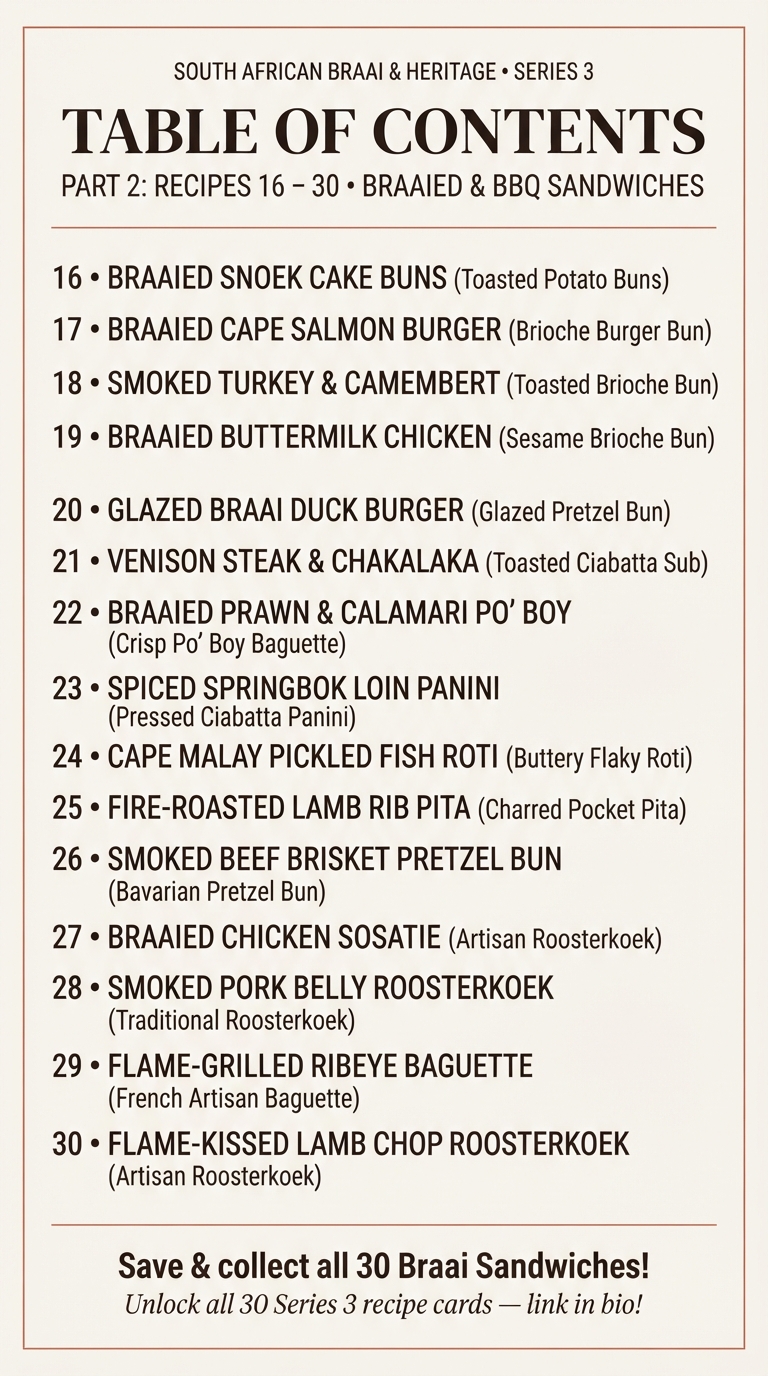 SOUTH AFRICAN BRAAI & HERITAGE • SERIES 3
TABLE OF CONTENTS
PART 2: RECIPES 16 – 30 • BRAAIED & BBQ SANDWICHES
16 • BRAAIED SNOEK CAKE BUNS (Toasted Potato Buns)
17 • BRAAIED CAPE SALMON BURGER (Brioche Burger Bun)
18 • SMOKED TURKEY & CAMEMBERT (Toasted Brioche Bun)
19 • BRAAIED BUTTERMILK CHICKEN (Sesame Brioche Bun)
20 • GLAZED BRAAI DUCK BURGER (Glazed Pretzel Bun)
21 • VENISON STEAK & CHAKALAKA (Toasted Ciabatta Sub)
22 • BRAAIED PRAWN & CALAMARI PO’ BOY
(Crisp Po’ Boy Baguette)
23 • SPICED SPRINGBOK LOIN PANINI
(Pressed Ciabatta Panini)
24 • CAPE MALAY PICKLED FISH ROTI (Buttery Flaky Roti)
25 • FIRE-ROASTED LAMB RIB PITA (Charred Pocket Pita)
26 • SMOKED BEEF BRISKET PRETZEL BUN
(Bavarian Pretzel Bun)
27 • BRAAIED CHICKEN SOSATIE (Artisan Roosterkoek)
28 • SMOKED PORK BELLY ROOSTERKOEK
(Traditional Roosterkoek)
29 • FLAME-GRILLED RIBEYE BAGUETTE
(French Artisan Baguette)
30 • FLAME-KISSED LAMB CHOP ROOSTERKOEK
(Artisan Roosterkoek)
Save & collect all 30 Braai Sandwiches!
Unlock all 30 Series 3 recipe cards — link in bio!